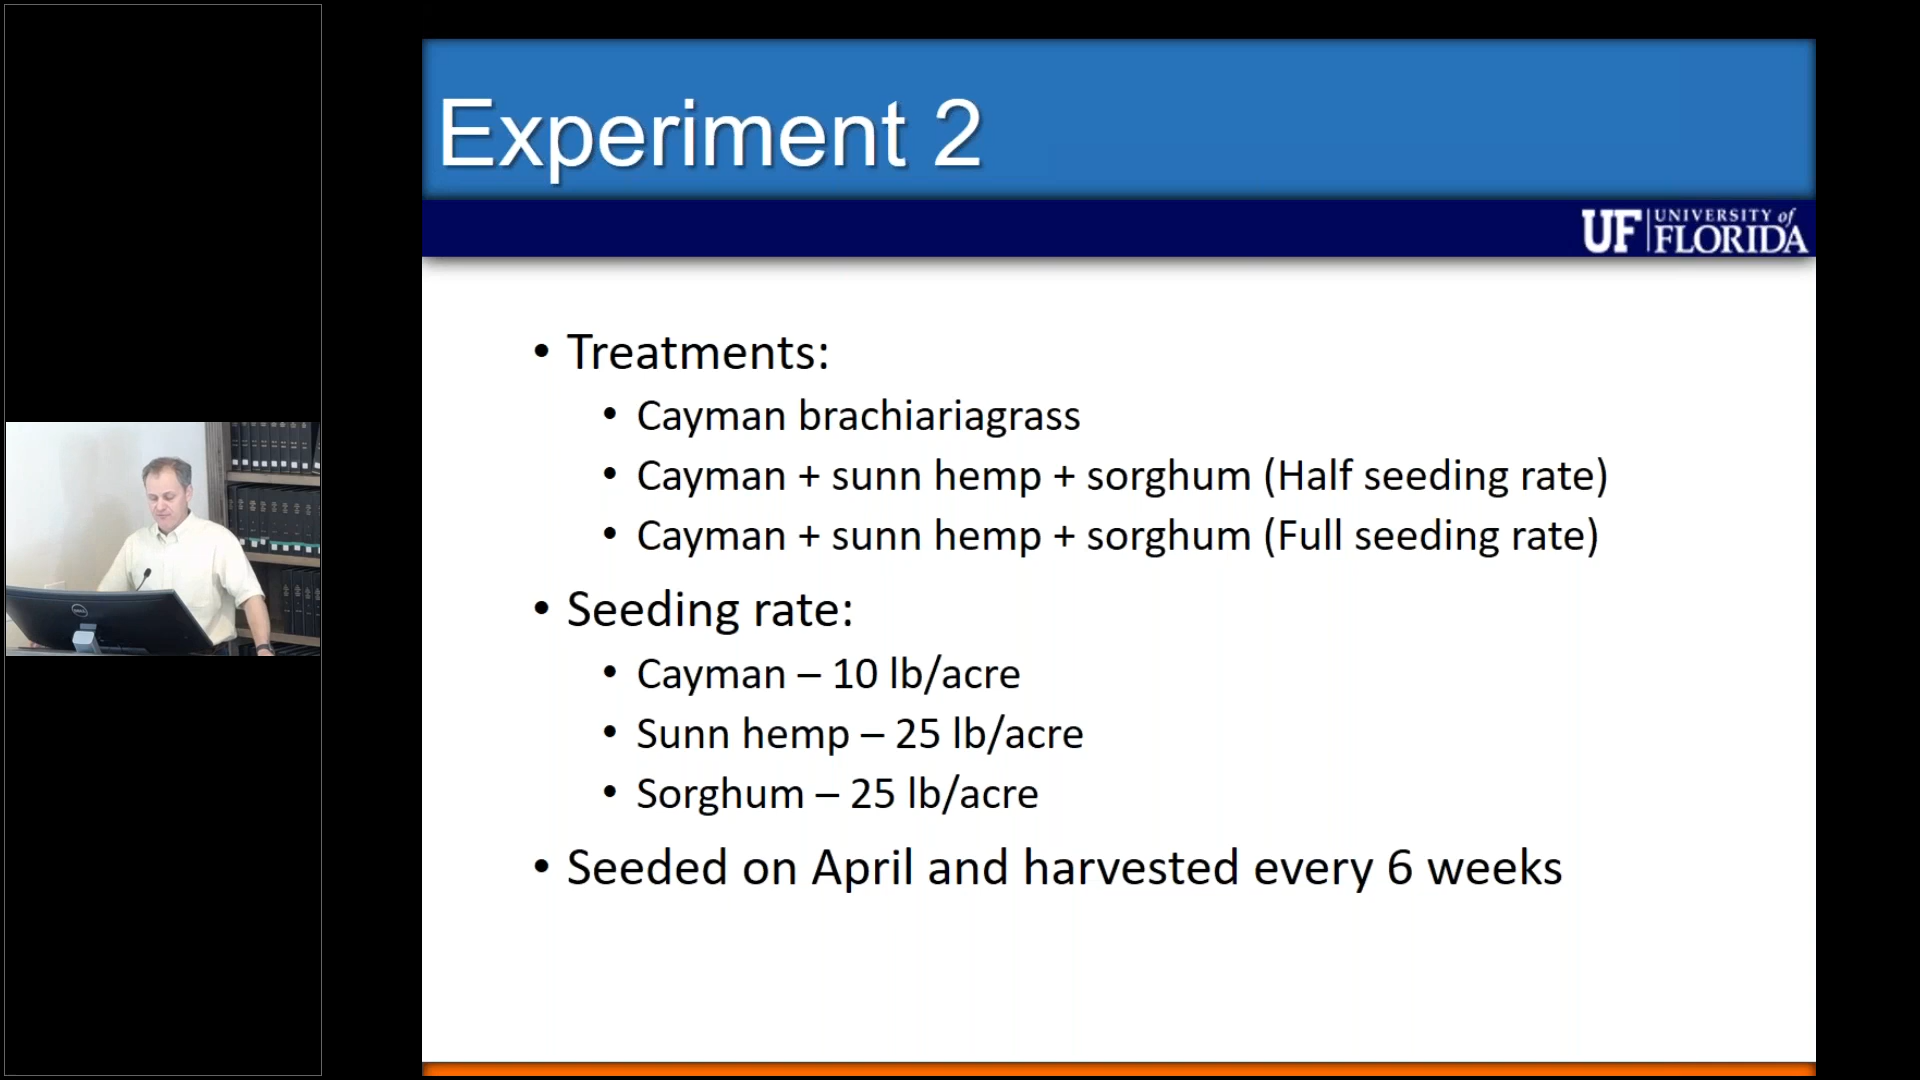 Experiment 2
UF UNIVERSITY of
FLORIDA
• Treatments:
• Cayman brachiariagrass
• Cayman + sunn hemp + sorghum (Half seeding rate)
• Cayman + sunn hemp + sorghum (Full seeding rate)
• Seeding rate:
• Cayman – 10 lb/acre
• Sunn hemp – 25 lb/acre
• Sorghum – 25 lb/acre
• Seeded on April and harvested every 6 weeks
DELL